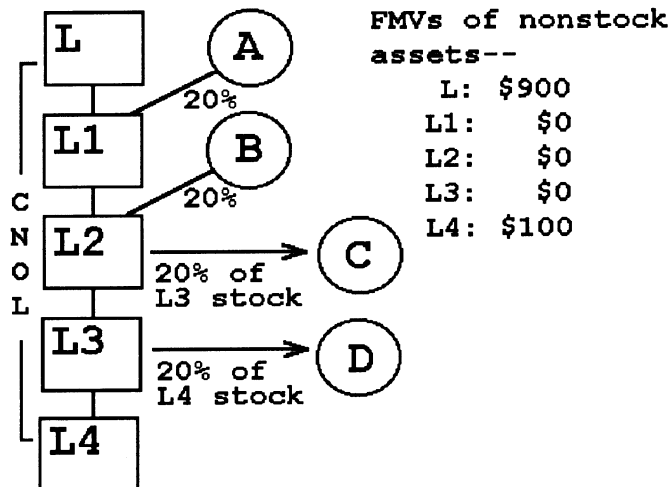 FMVs of nonstock
assets--
L: $900
L1: $0
L2: $0
L3: $0
L4: $100
L
A
20%
L1
B
20%
CNOL
L2
C
20% of
L3 stock
L3
D
20% of
L4 stock
L4